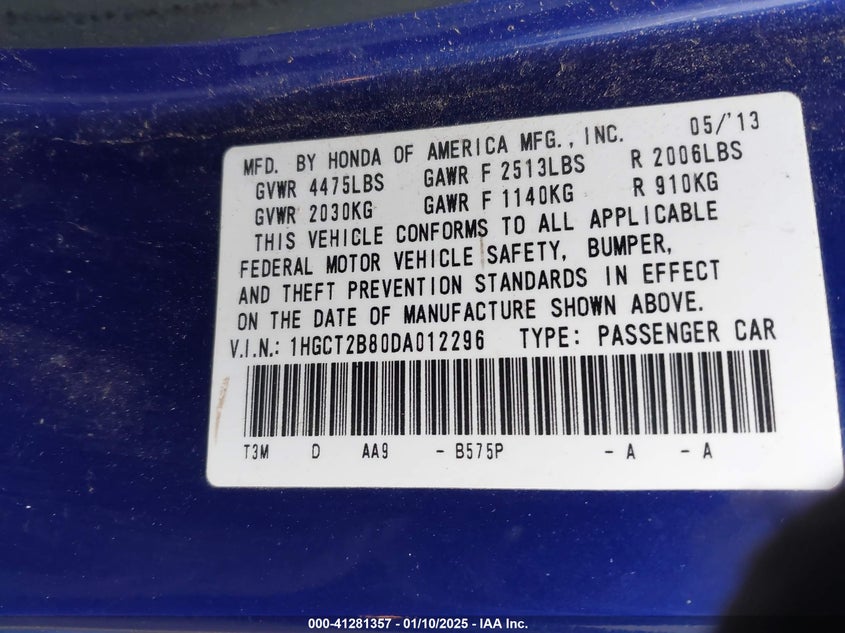 MFD. BY HONDA OF AMERICA MFG., INC. 05/'13
GVWR 4475LBS GAWR F 2513LBS R 2006LBS
GVWR 2030KG GAWR F 1140KG R 910KG
THIS VEHICLE CONFORMS TO ALL APPLICABLE
FEDERAL MOTOR VEHICLE SAFETY, BUMPER,
AND THEFT PREVENTION STANDARDS IN EFFECT
ON THE DATE OF MANUFACTURE SHOWN ABOVE.
V.I.N.: 1HGCT2B80DA012296 TYPE: PASSENGER CAR
T3M D AA9 - B575P - A - A
000-41281357 - 01/10/2025 - IAA Inc.